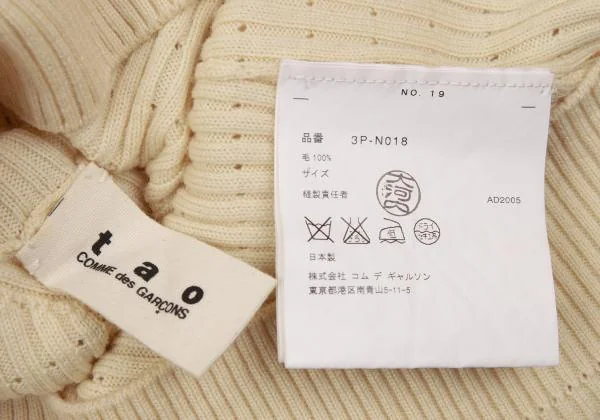 tao
COMME des GARÇONS
NO. 19
品番 3P-N018
毛 100%
サイズ
縫製責任者
AD2005
日本製
株式会社 コム デ ギャルソン
東京都港区南青山5-11-5